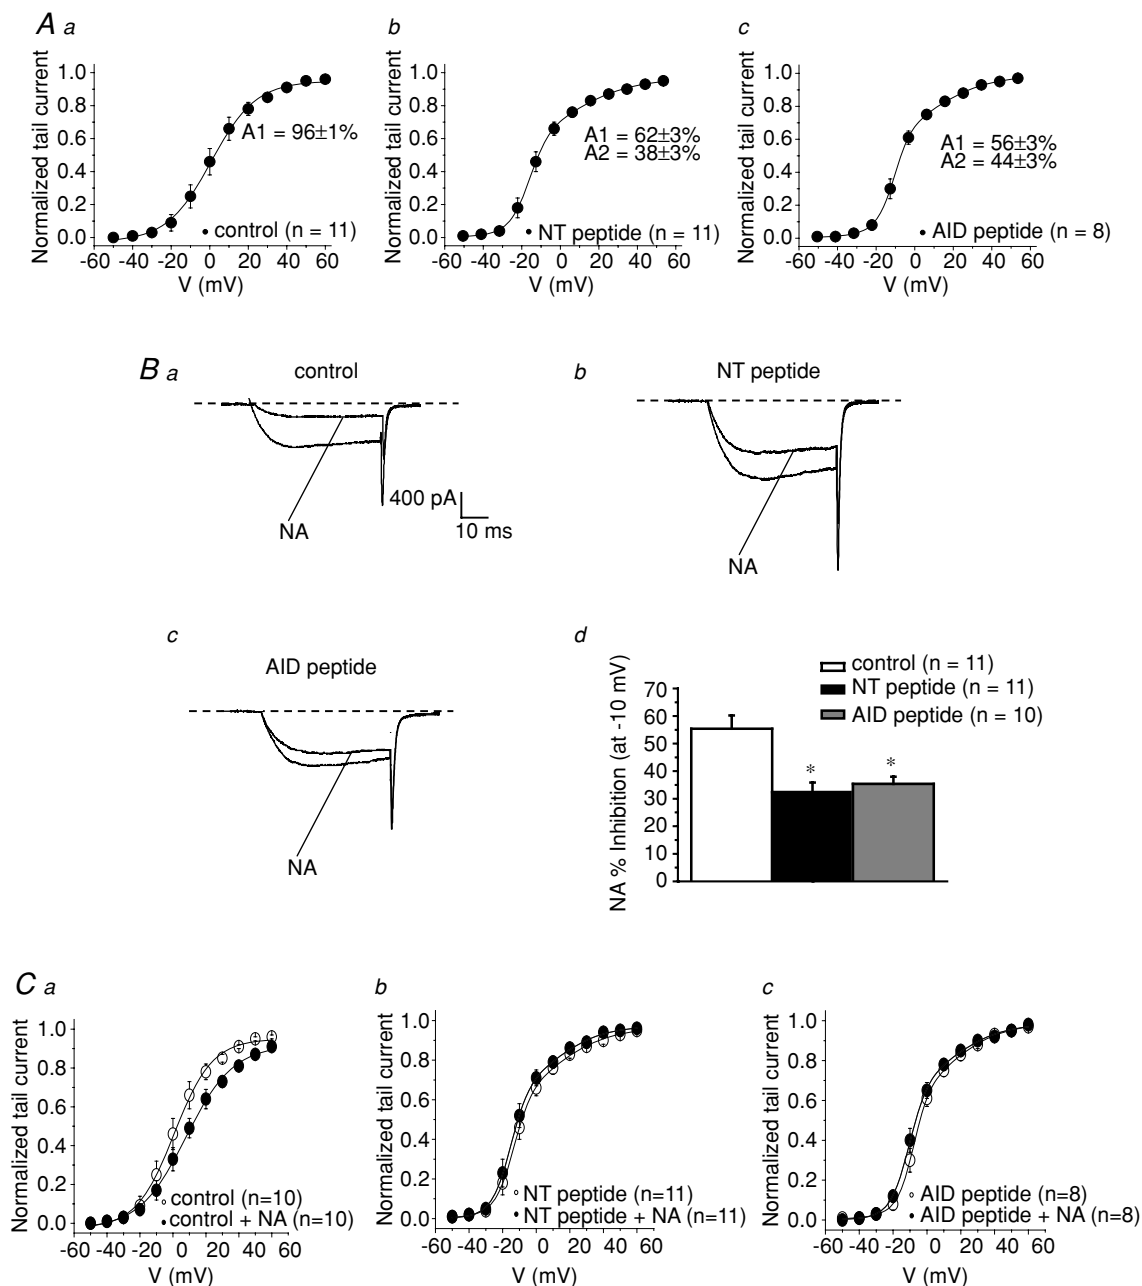 A a
b
c
Normalized tail current
1.0
0.8
0.6
0.4
0.2
0.0
A1 = 96±1%
control (n = 11)
-60 -40 -20 0 20 40 60
V (mV)
Normalized tail current
1.0
0.8
0.6
0.4
0.2
0.0
A1 = 62±3%
A2 = 38±3%
NT peptide (n = 11)
-60 -40 -20 0 20 40 60
V (mV)
Normalized tail current
1.0
0.8
0.6
0.4
0.2
0.0
A1 = 56±3%
A2 = 44±3%
AID peptide (n = 8)
-60 -40 -20 0 20 40 60
V (mV)
B a
control
NA
400 pA
10 ms
b
NT peptide
NA
c
AID peptide
NA
d
control (n = 11)
NT peptide (n = 11)
AID peptide (n = 10)
NA % Inhibition (at -10 mV)
70
60
50
40
30
20
10
0
*
*
C a
b
c
Normalized tail current
1.0
0.8
0.6
0.4
0.2
0.0
control (n=10)
control + NA (n=10)
-60 -40 -20 0 20 40 60
V (mV)
Normalized tail current
1.0
0.8
0.6
0.4
0.2
0.0
NT peptide (n=11)
NT peptide + NA (n=11)
-60 -40 -20 0 20 40 60
V (mV)
Normalized tail current
1.0
0.8
0.6
0.4
0.2
0.0
AID peptide (n=8)
AID peptide + NA (n=8)
-60 -40 -20 0 20 40 60
V (mV)